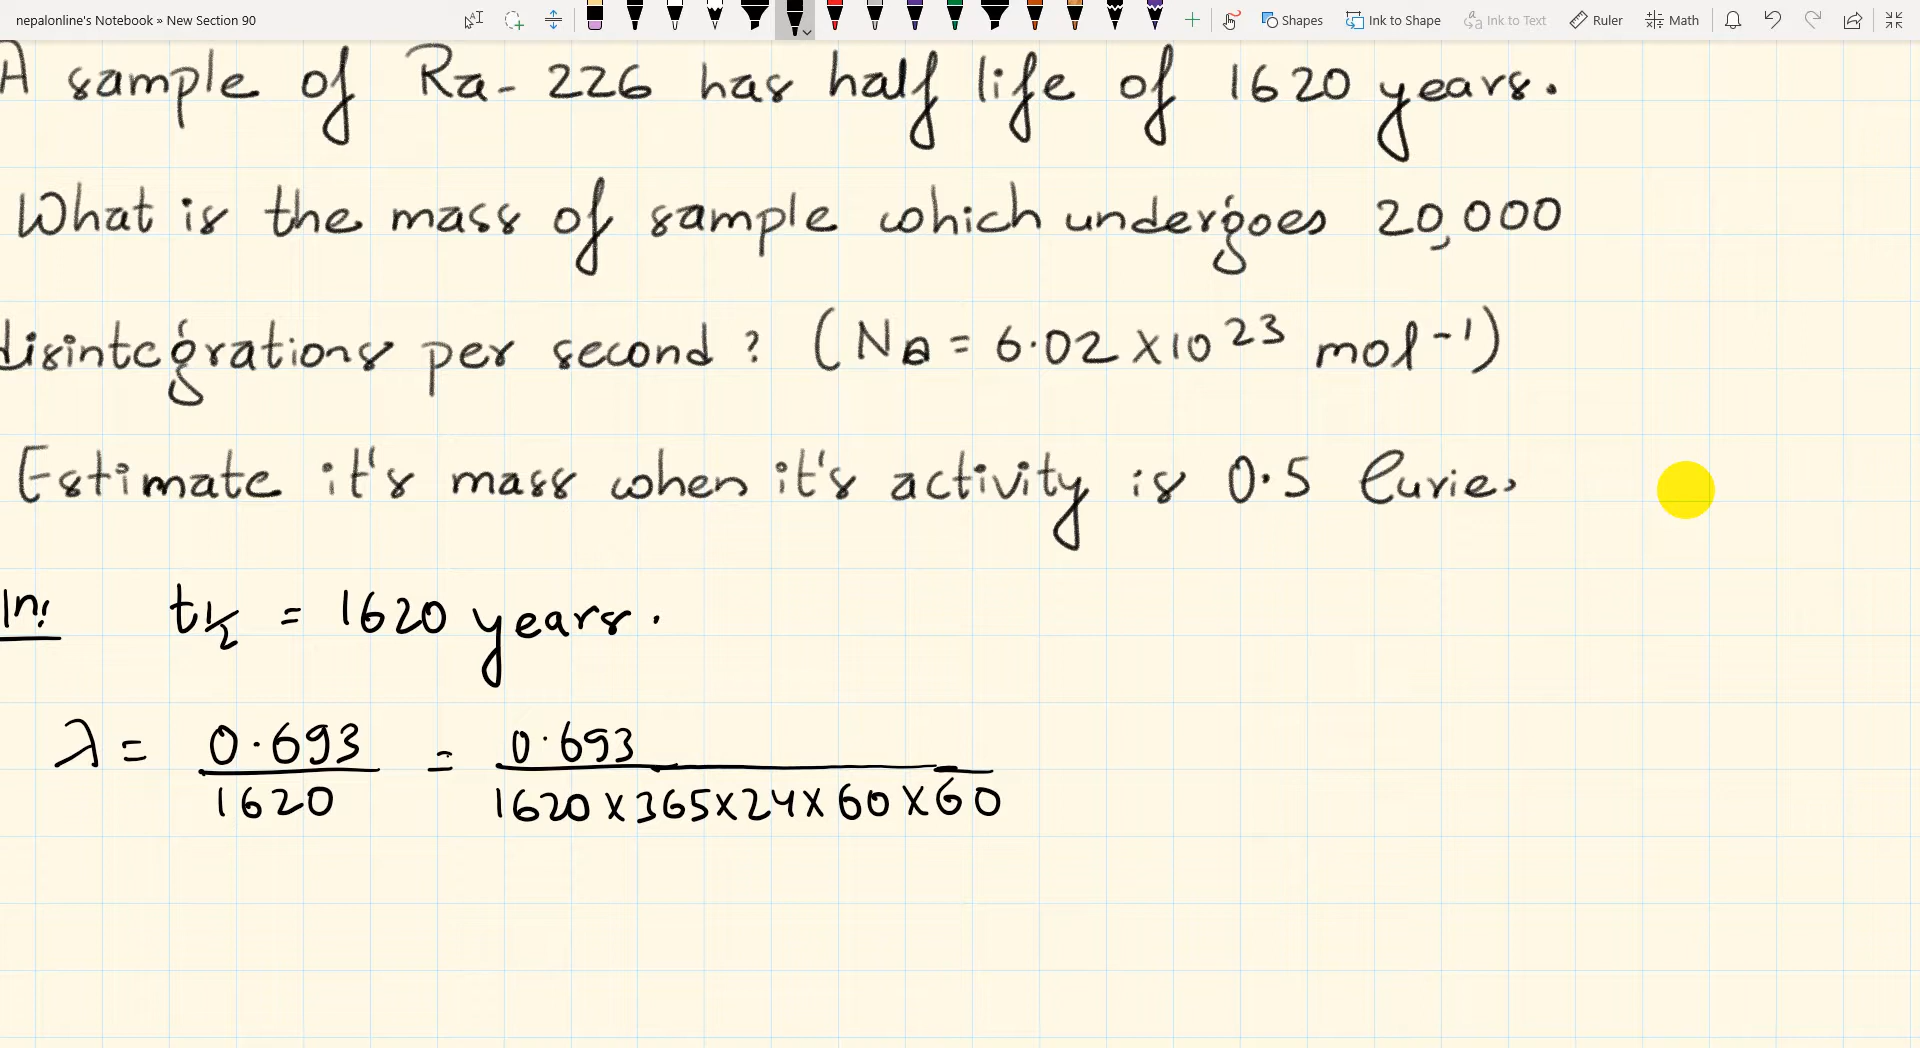 nepalonline's Notebook » New Section 90
Shapes Ink to Shape Ink to Text Ruler Math
A sample of Ra-226 has half life of 1620 years.
What is the mass of sample which undergoes 20,000
disintegrations per second? (NA = 6.02 X10 23 mol-1)
Estimate it's mass when it's activity is 0.5 Curie.
ln: t1/2 = 1620 years.
λ = 0.693 / 1620 = 0.693 / 1620 X 365 X 24 X 60 X 60